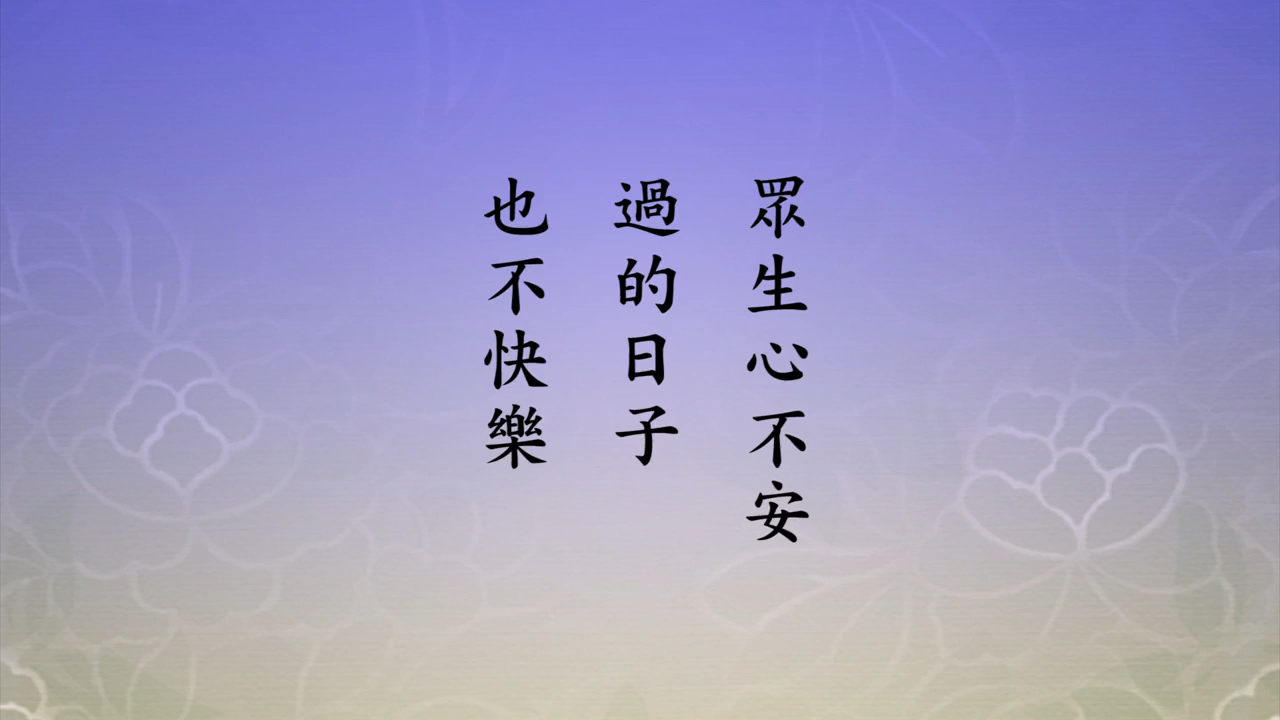 眾生心不安
過的日子
也不快樂